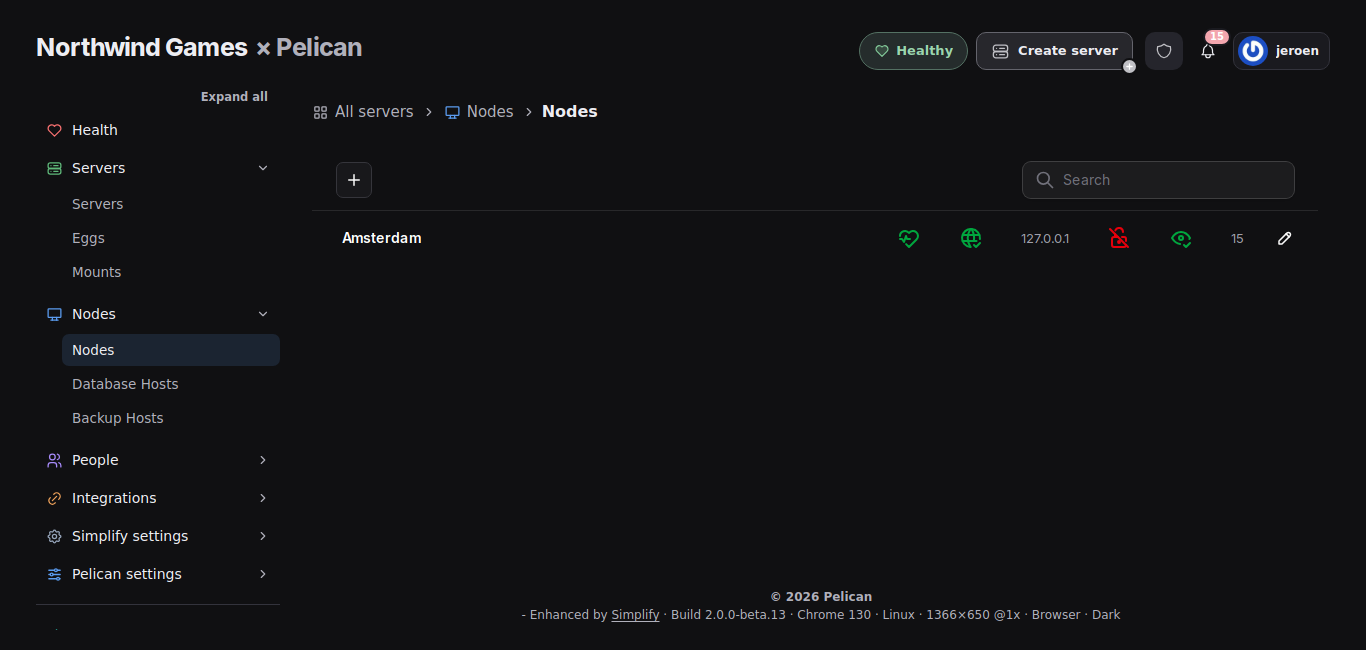 Northwind Games × Pelican
Healthy
Create server
15
jeroen
Expand all
Health
Servers
Servers
Eggs
Mounts
Nodes
Nodes
Database Hosts
Backup Hosts
People
Integrations
Simplify settings
Pelican settings
All servers > Nodes > Nodes
Search
Amsterdam 127.0.0.1 15
© 2026 Pelican
- Enhanced by Simplify · Build 2.0.0-beta.13 · Chrome 130 · Linux · 1366×650 @1x · Browser · Dark